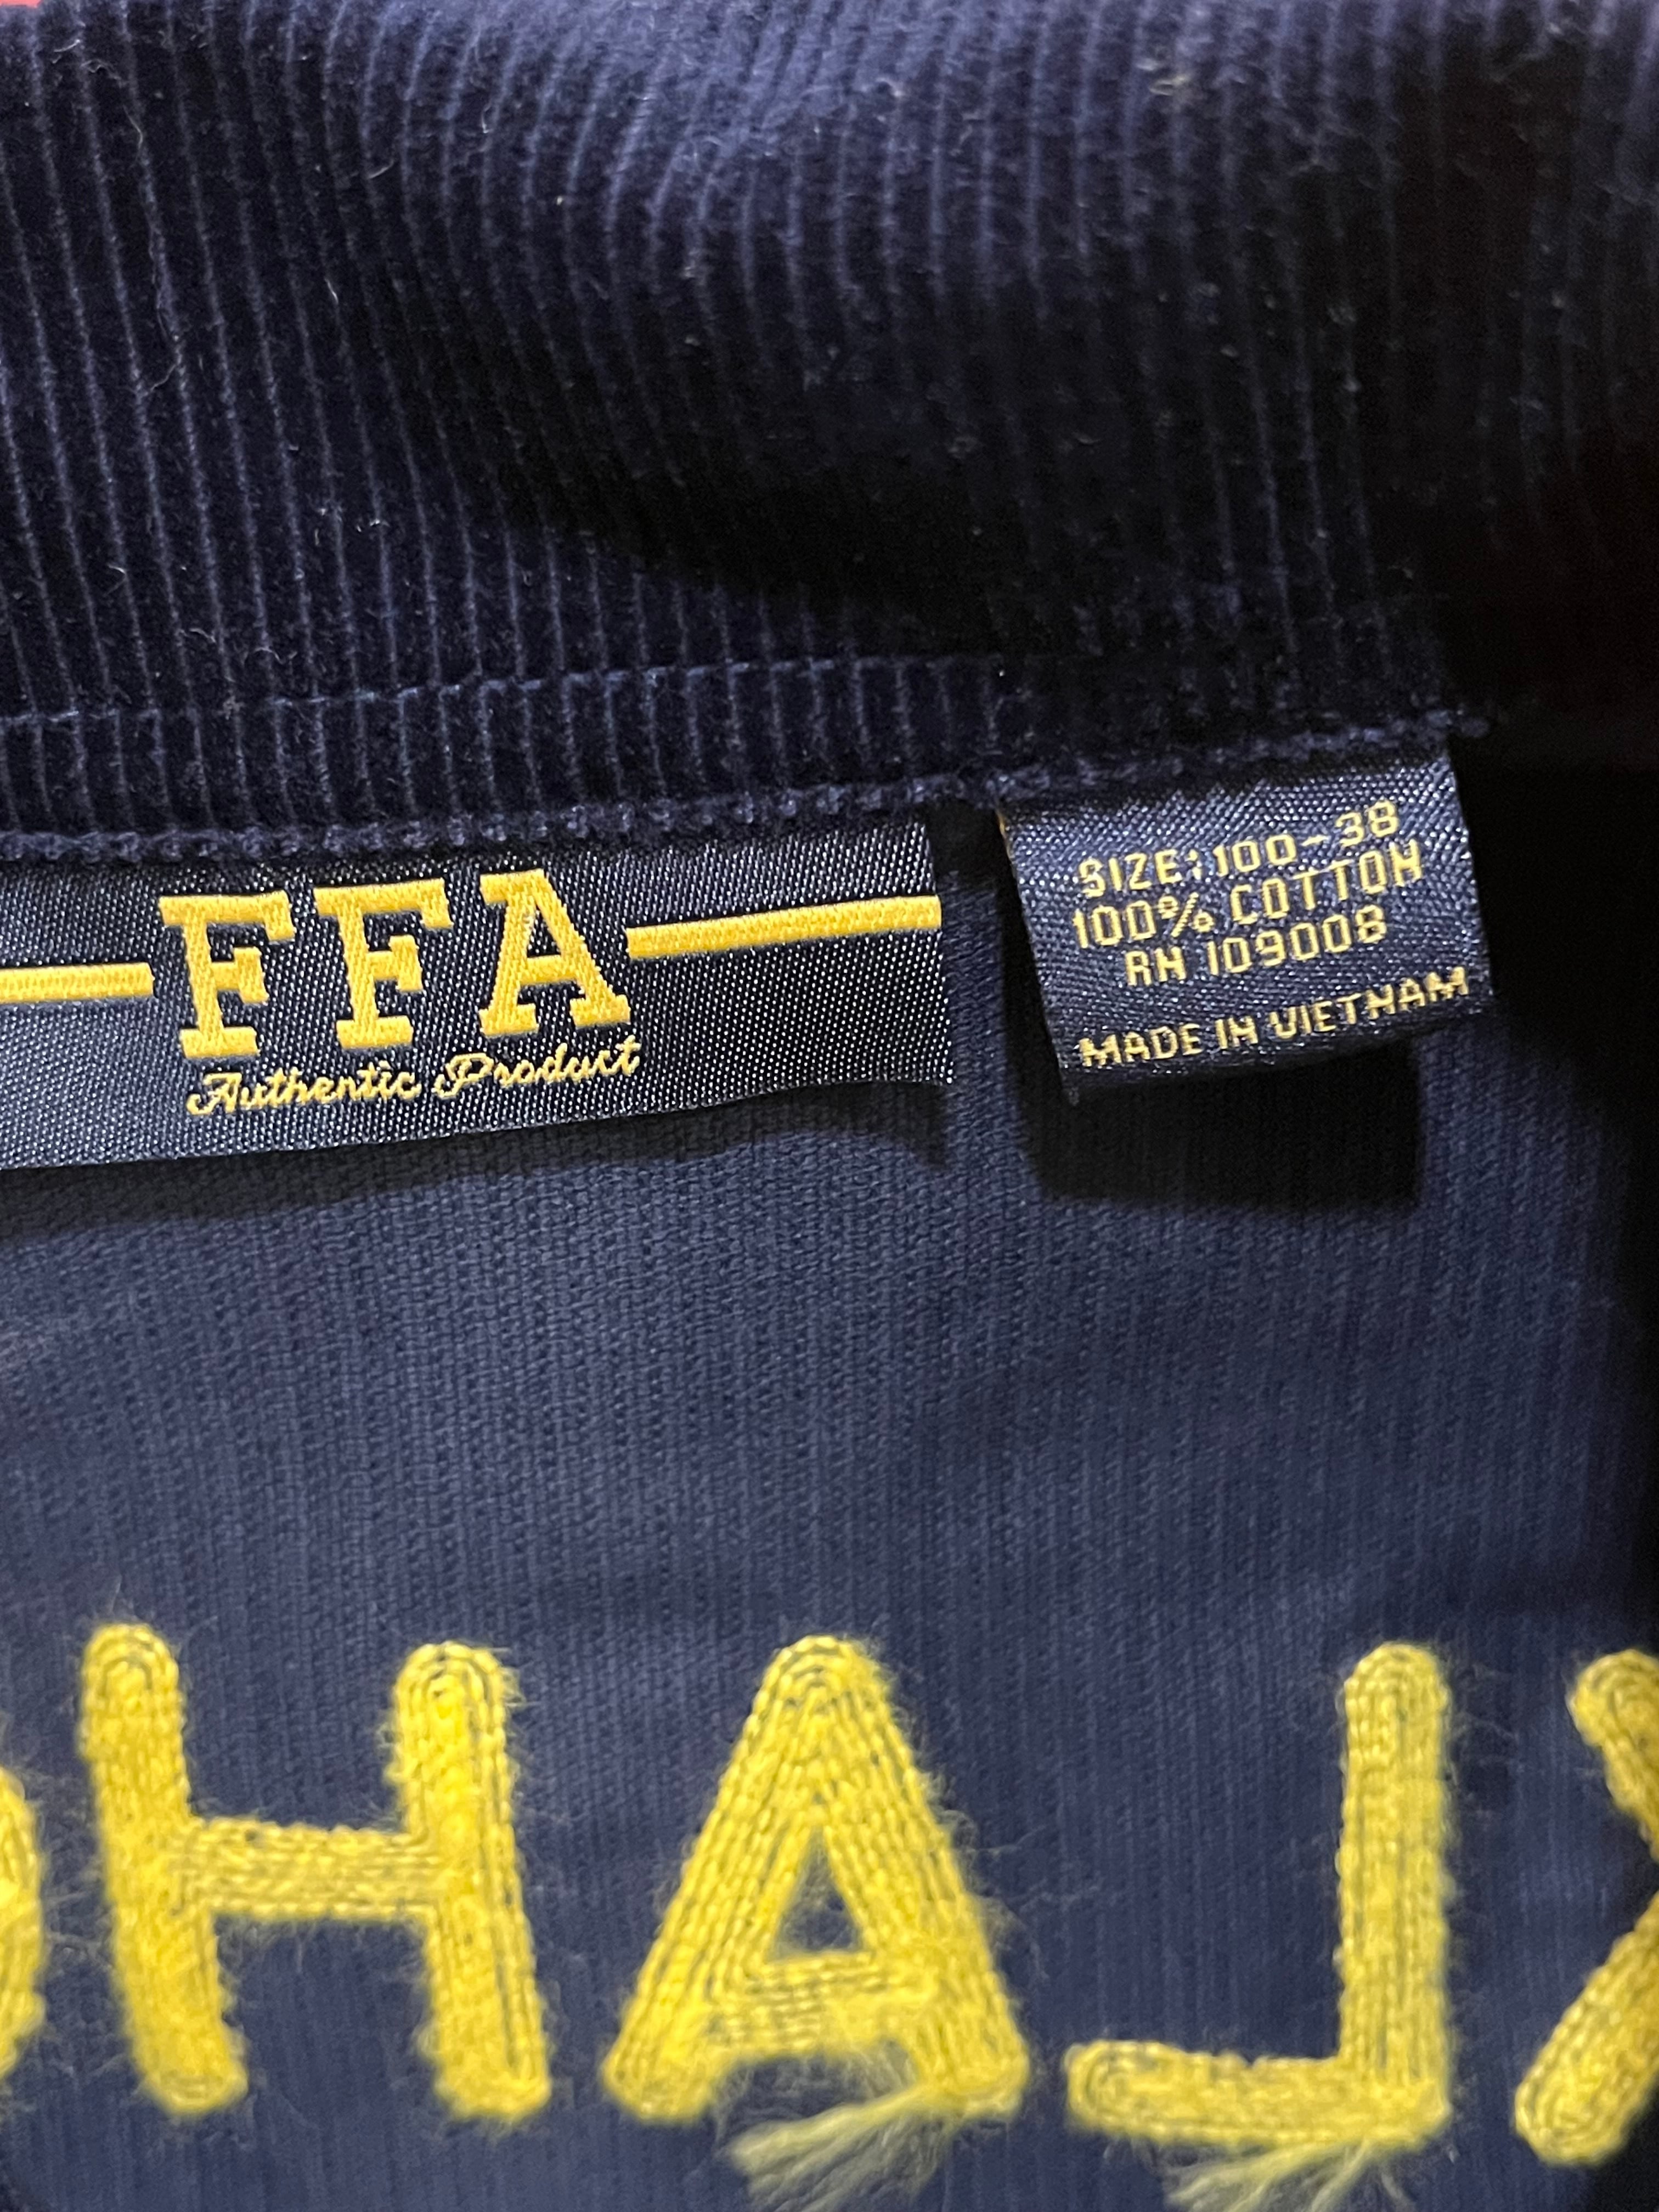 FFA
Authentic Product
SIZE: 100-38
100% COTTON
RN 109008
MADE IN VIETNAM